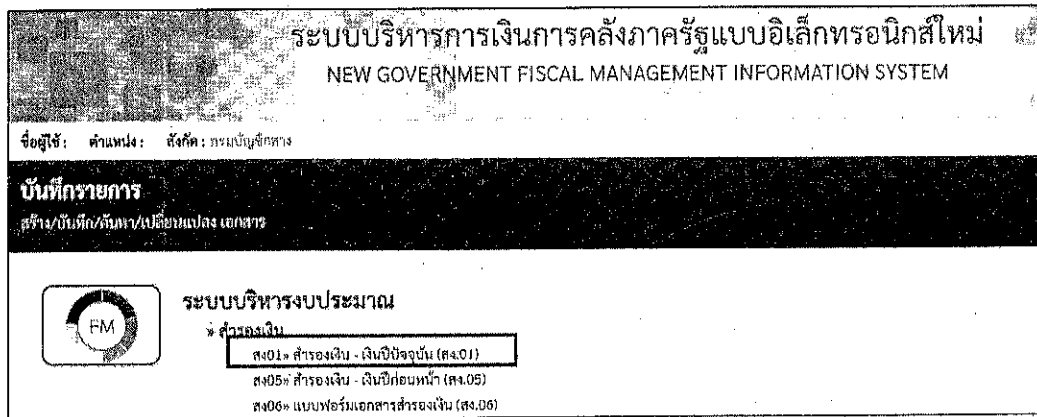 ระบบบริหารการเงินการคลังภาครัฐแบบอิเล็กทรอนิกส์ใหม่
NEW GOVERNMENT FISCAL MANAGEMENT INFORMATION SYSTEM
ชื่อผู้ใช้ : ตำแหน่ง : สังกัด : กรมบัญชีกลาง
บันทึกรายการ
สร้าง/บันทึก/ค้นหา/เปลี่ยนแปลง เอกสาร
FM
ระบบบริหารงบประมาณ
» สำรองเงิน
สง01» สำรองเงิน - เงินปีปัจจุบัน (สง.01)
สง05» สำรองเงิน - เงินปีก่อนหน้า (สง.05)
สง06» แบบฟอร์มเอกสารสำรองเงิน (สง.06)